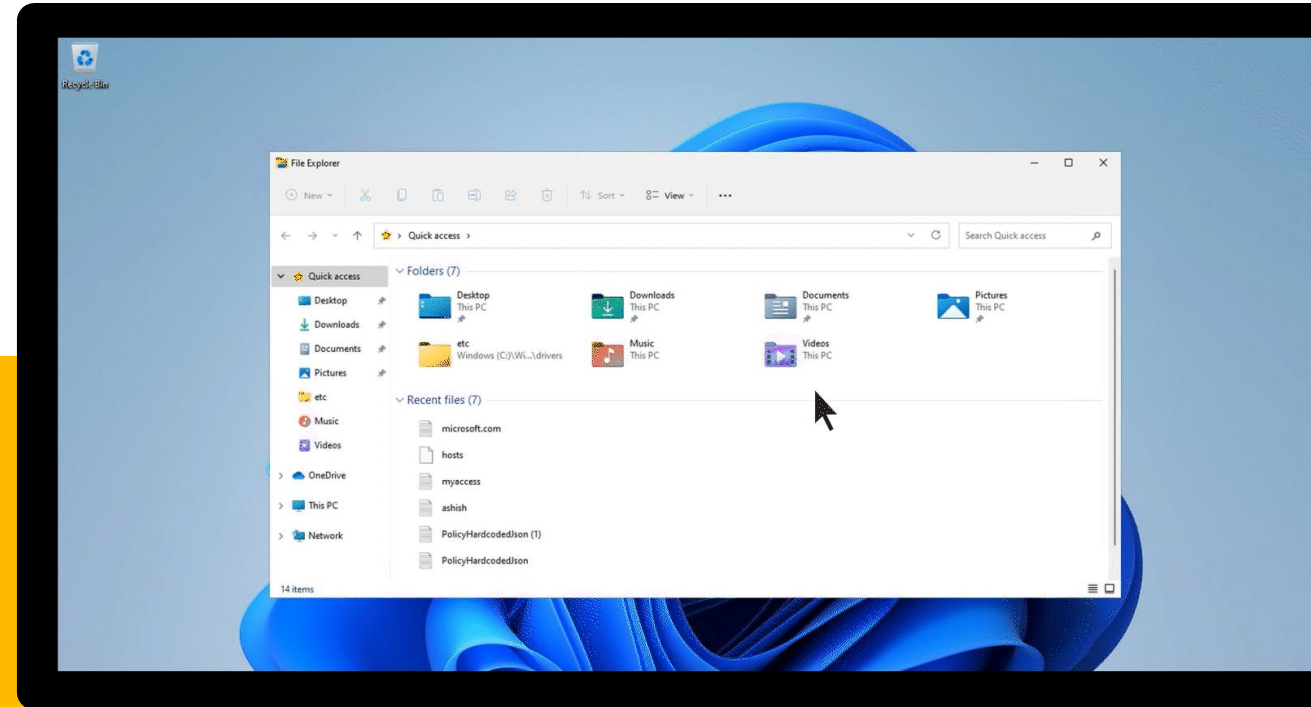 Recycle Bin
File Explorer
New
Sort
View
Quick access
Search Quick access
Quick access
Desktop
Downloads
Documents
Pictures
etc
Music
Videos
OneDrive
This PC
Network
Folders (7)
Desktop
This PC
Downloads
This PC
Documents
This PC
Pictures
This PC
etc
Windows (C:)\Wi...\drivers
Music
This PC
Videos
This PC
Recent files (7)
microsoft.com
hosts
myaccess
ashish
PolicyHardcodedJson (1)
PolicyHardcodedJson
14 items